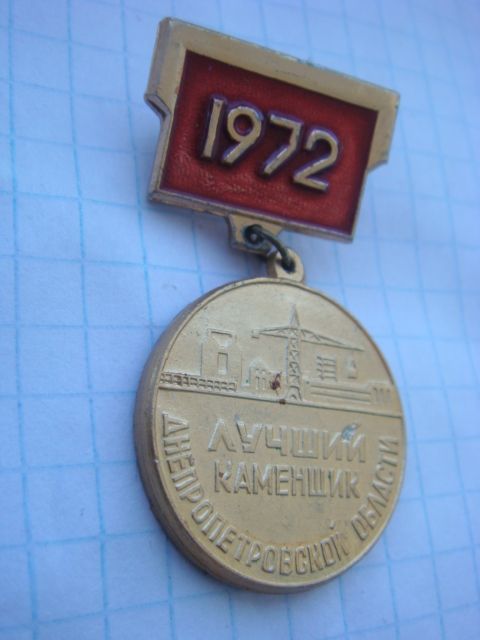 1972
ЛУЧШИЙ
КАМЕНЩИК
ДНЕПРОПЕТРОВСКОЙ ОБЛАСТИ